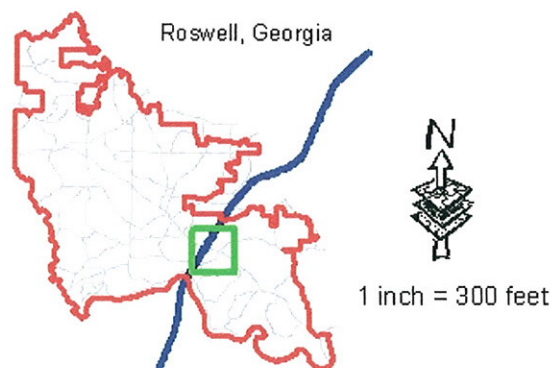 Roswell, Georgia
N
1 inch = 300 feet